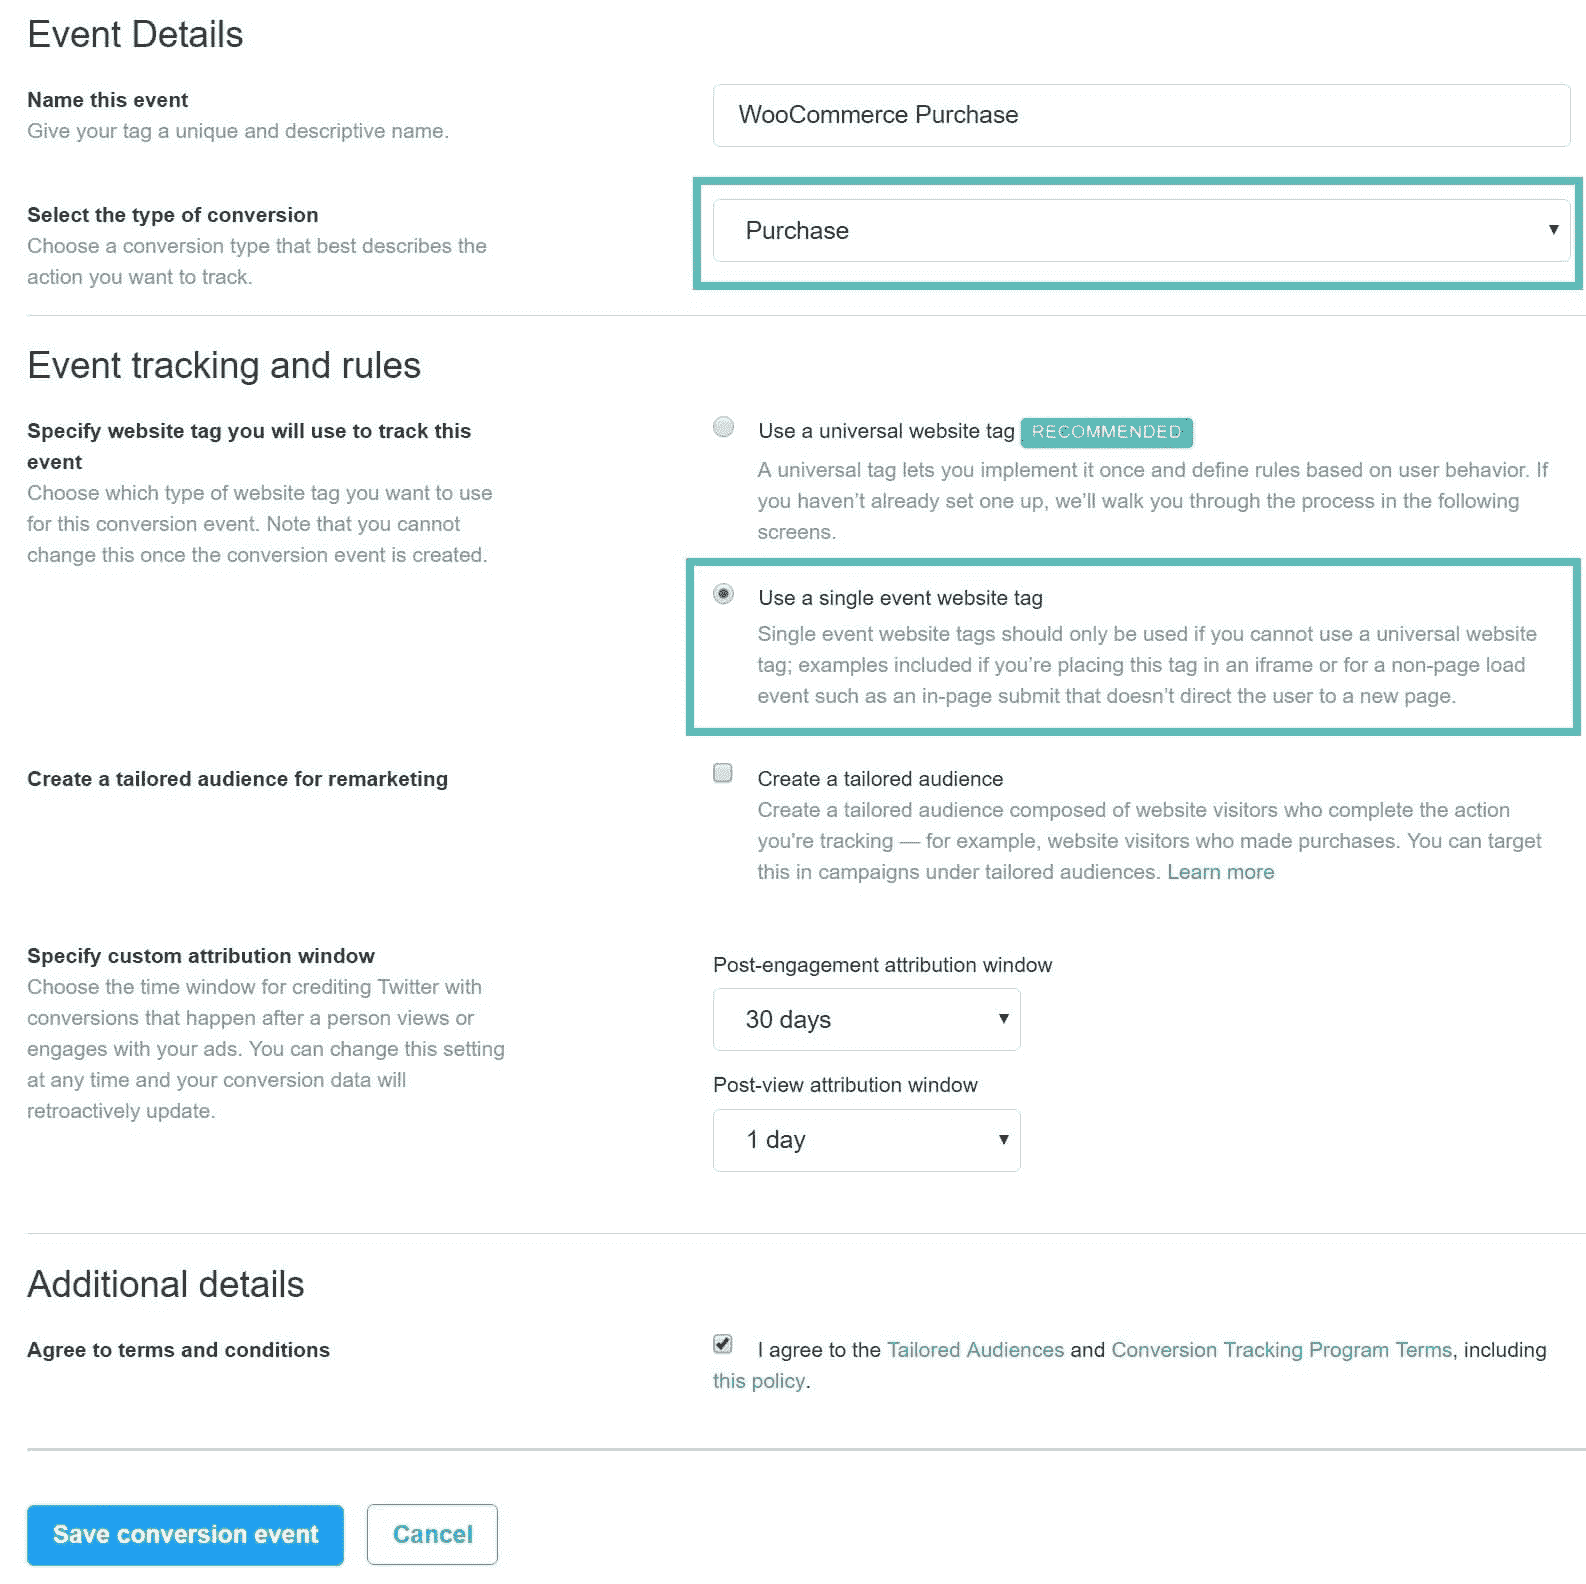 Event Details
Name this event
Give your tag a unique and descriptive name.
WooCommerce Purchase
Select the type of conversion
Choose a conversion type that best describes the
action you want to track.
Purchase
Event tracking and rules
Specify website tag you will use to track this
event
Choose which type of website tag you want to use
for this conversion event. Note that you cannot
change this once the conversion event is created.
Use a universal website tag RECOMMENDED
A universal tag lets you implement it once and define rules based on user behavior. If
you haven’t already set one up, we’ll walk you through the process in the following
screens.
Use a single event website tag
Single event website tags should only be used if you cannot use a universal website
tag; examples included if you’re placing this tag in an iframe or for a non-page load
event such as an in-page submit that doesn’t direct the user to a new page.
Create a tailored audience for remarketing
Create a tailored audience
Create a tailored audience composed of website visitors who complete the action
you're tracking — for example, website visitors who made purchases. You can target
this in campaigns under tailored audiences. Learn more
Specify custom attribution window
Choose the time window for crediting Twitter with
conversions that happen after a person views or
engages with your ads. You can change this setting
at any time and your conversion data will
retroactively update.
Post-engagement attribution window
30 days
Post-view attribution window
1 day
Additional details
Agree to terms and conditions
I agree to the Tailored Audiences and Conversion Tracking Program Terms, including
this policy.
Save conversion event
Cancel